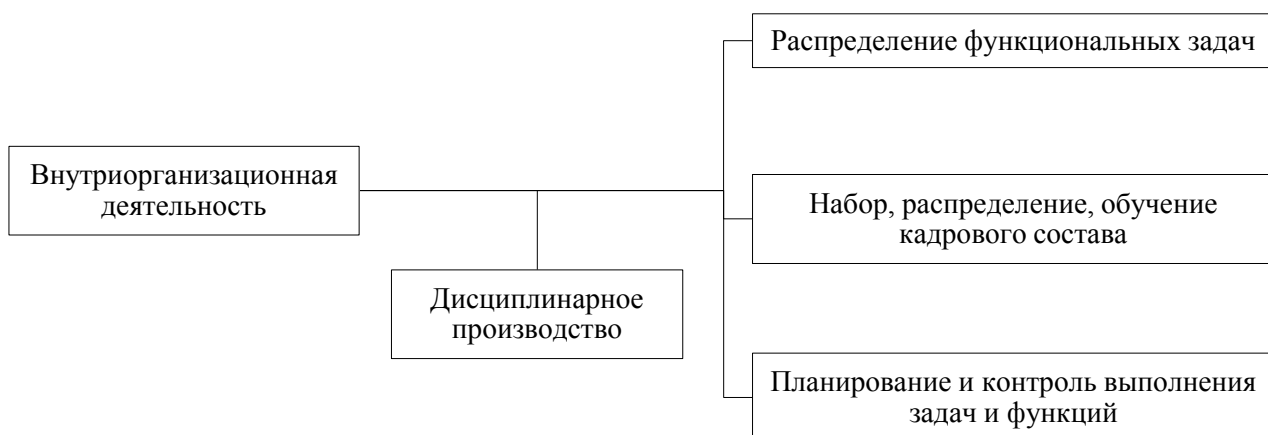 Распределение функциональных задач
Внутриорганизационная
деятельность
Набор, распределение, обучение
кадрового состава
Дисциплинарное
производство
Планирование и контроль выполнения
задач и функций